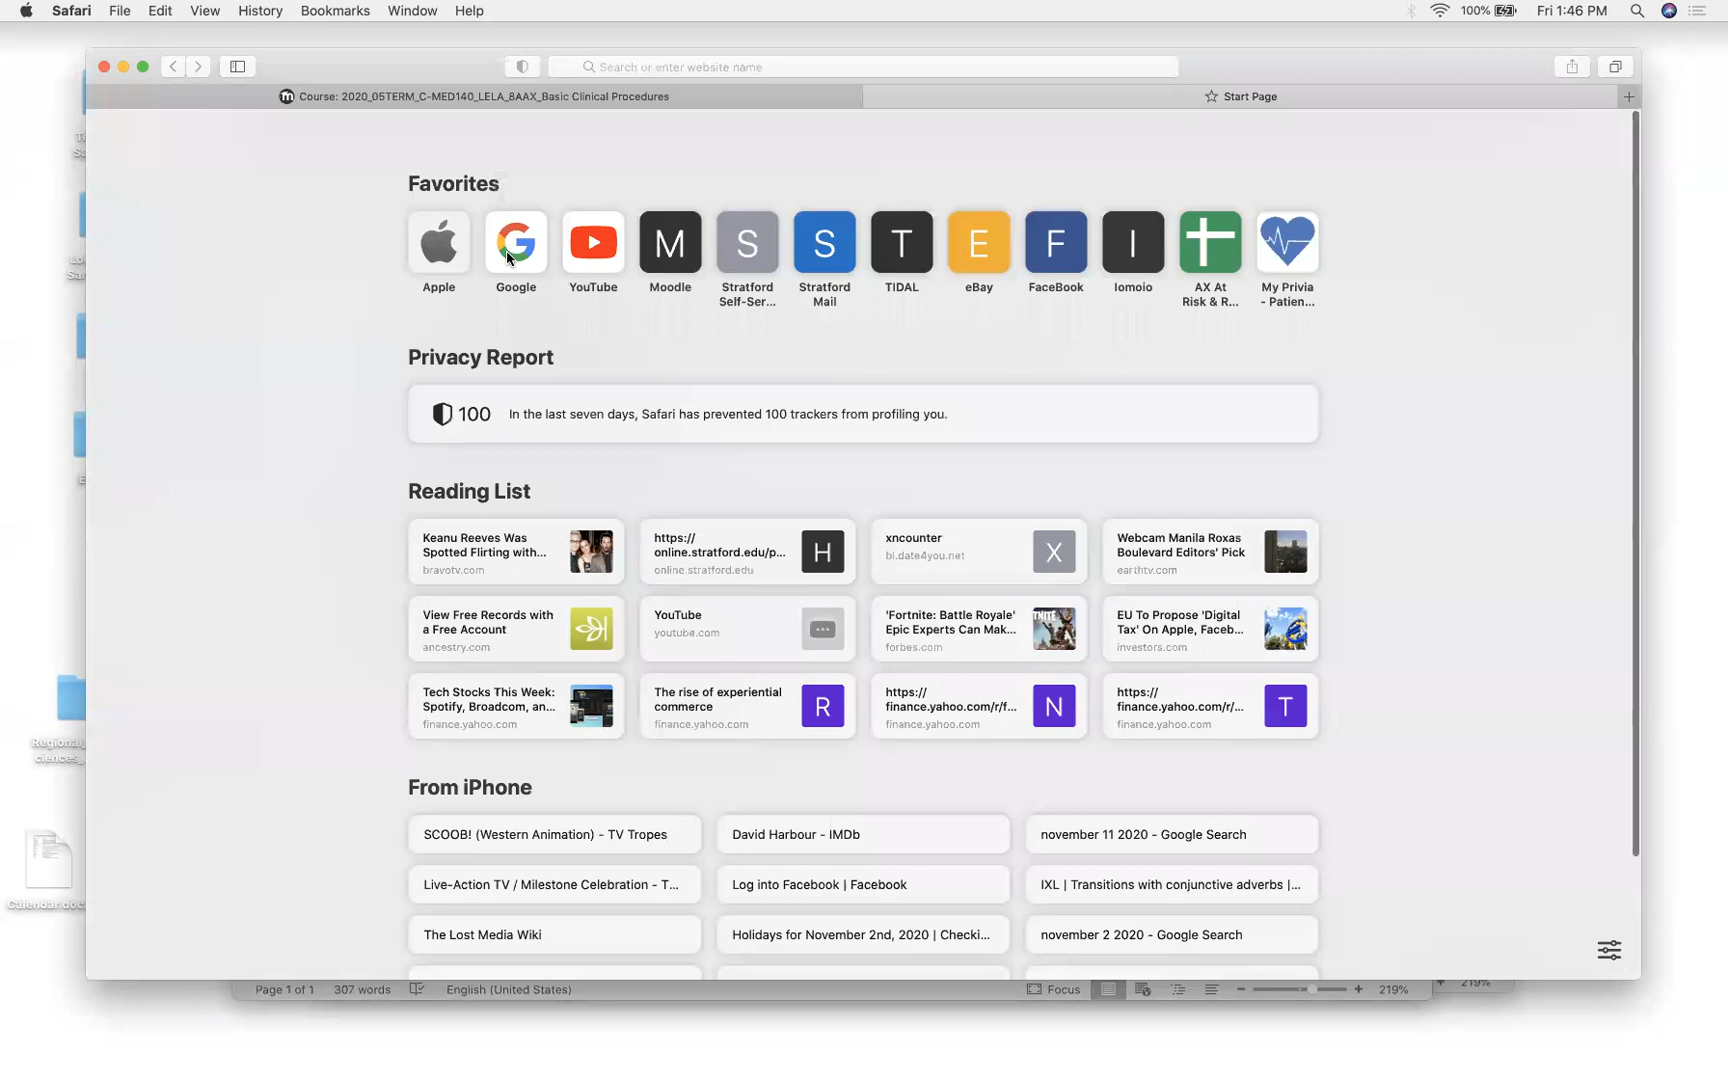 Safari File Edit View History Bookmarks Window Help 100% Fri 1:46 PM
Search or enter website name
Course: 2020_05TERM_C-MED140_LELA_8AAX_Basic Clinical Procedures
Start Page
Favorites
M S S T E F I
Apple Google YouTube Moodle Stratford Self-Ser... Stratford Mail TIDAL eBay FaceBook Iomoio AX At Risk & R... My Privia - Patien...
Privacy Report
100 In the last seven days, Safari has prevented 100 trackers from profiling you.
Reading List
Keanu Reeves Was
Spotted Flirting with...
bravotv.com
https://
online.stratford.edu/p...
online.stratford.edu
H
xncounter
bi.date4you.net
X
Webcam Manila Roxas
Boulevard Editors' Pick
earthtv.com
View Free Records with
a Free Account
ancestry.com
YouTube
youtube.com
'Fortnite: Battle Royale'
Epic Experts Can Mak...
forbes.com
EU To Propose 'Digital
Tax' On Apple, Faceb...
investors.com
Tech Stocks This Week:
Spotify, Broadcom, an...
finance.yahoo.com
The rise of experiential
commerce
finance.yahoo.com
R
https://
finance.yahoo.com/r/f...
finance.yahoo.com
N
https://
finance.yahoo.com/r/...
finance.yahoo.com
T
From iPhone
SCOOB! (Western Animation) - TV Tropes
David Harbour - IMDb
november 11 2020 - Google Search
Live-Action TV / Milestone Celebration - T...
Log into Facebook | Facebook
IXL | Transitions with conjunctive adverbs |...
The Lost Media Wiki
Holidays for November 2nd, 2020 | Checki...
november 2 2020 - Google Search
Regional_
ciences_
Calendar.doc
Page 1 of 1 307 words English (United States) Focus 219%
219%